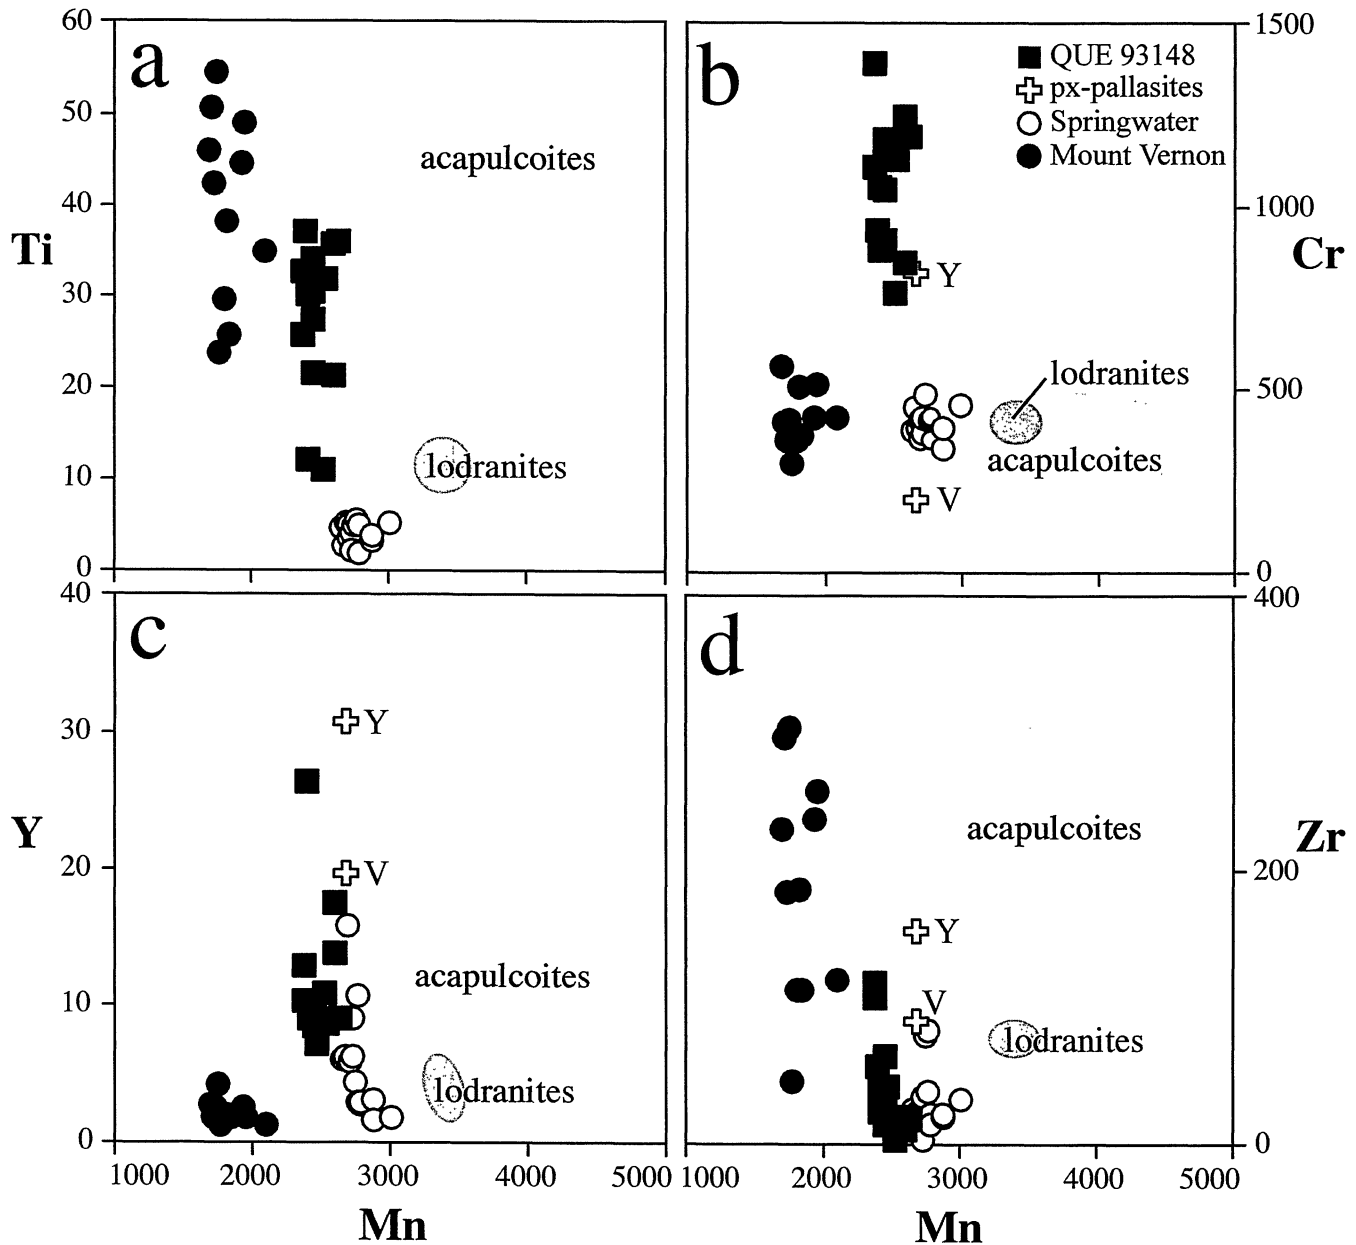 a
60
50
40
30
20
10
0
Ti
acapulcoites
lodranites
b
QUE 93148
px-pallasites
Springwater
Mount Vernon
1500
1000
500
0
Cr
Y
lodranites
acapulcoites
V
c
40
30
20
10
0
Y
Y
V
acapulcoites
lodranites
1000 2000 3000 4000 5000
Mn
d
400
200
0
Zr
acapulcoites
Y
V
lodranites
1000 2000 3000 4000 5000
Mn